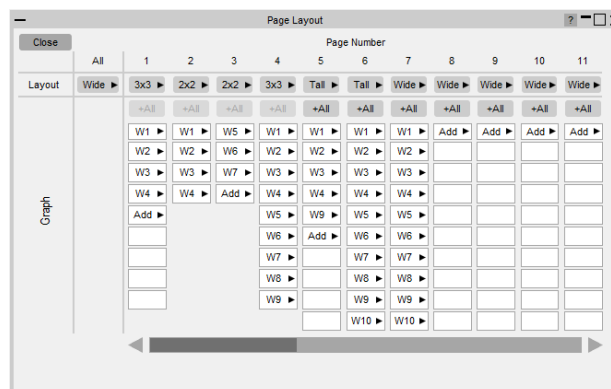 Page Layout ?
Close Page Number
All 1 2 3 4 5 6 7 8 9 10 11
Layout Wide 3x3 2x2 2x2 3x3 Tall Tall Wide Wide Wide Wide Wide
+All +All +All +All +All +All +All +All +All +All +All
W1 W1 W5 W1 W1 W1 W1 Add Add Add Add
W2 W2 W6 W2 W2 W2 W2
W3 W3 W7 W3 W3 W3 W3
W4 W4 Add W4 W4 W4 W4
Graph
Add W5 W9 W5 W5
W6 Add W6 W6
W7 W7 W7
W8 W8 W8
W9 W9 W9
W10 W10